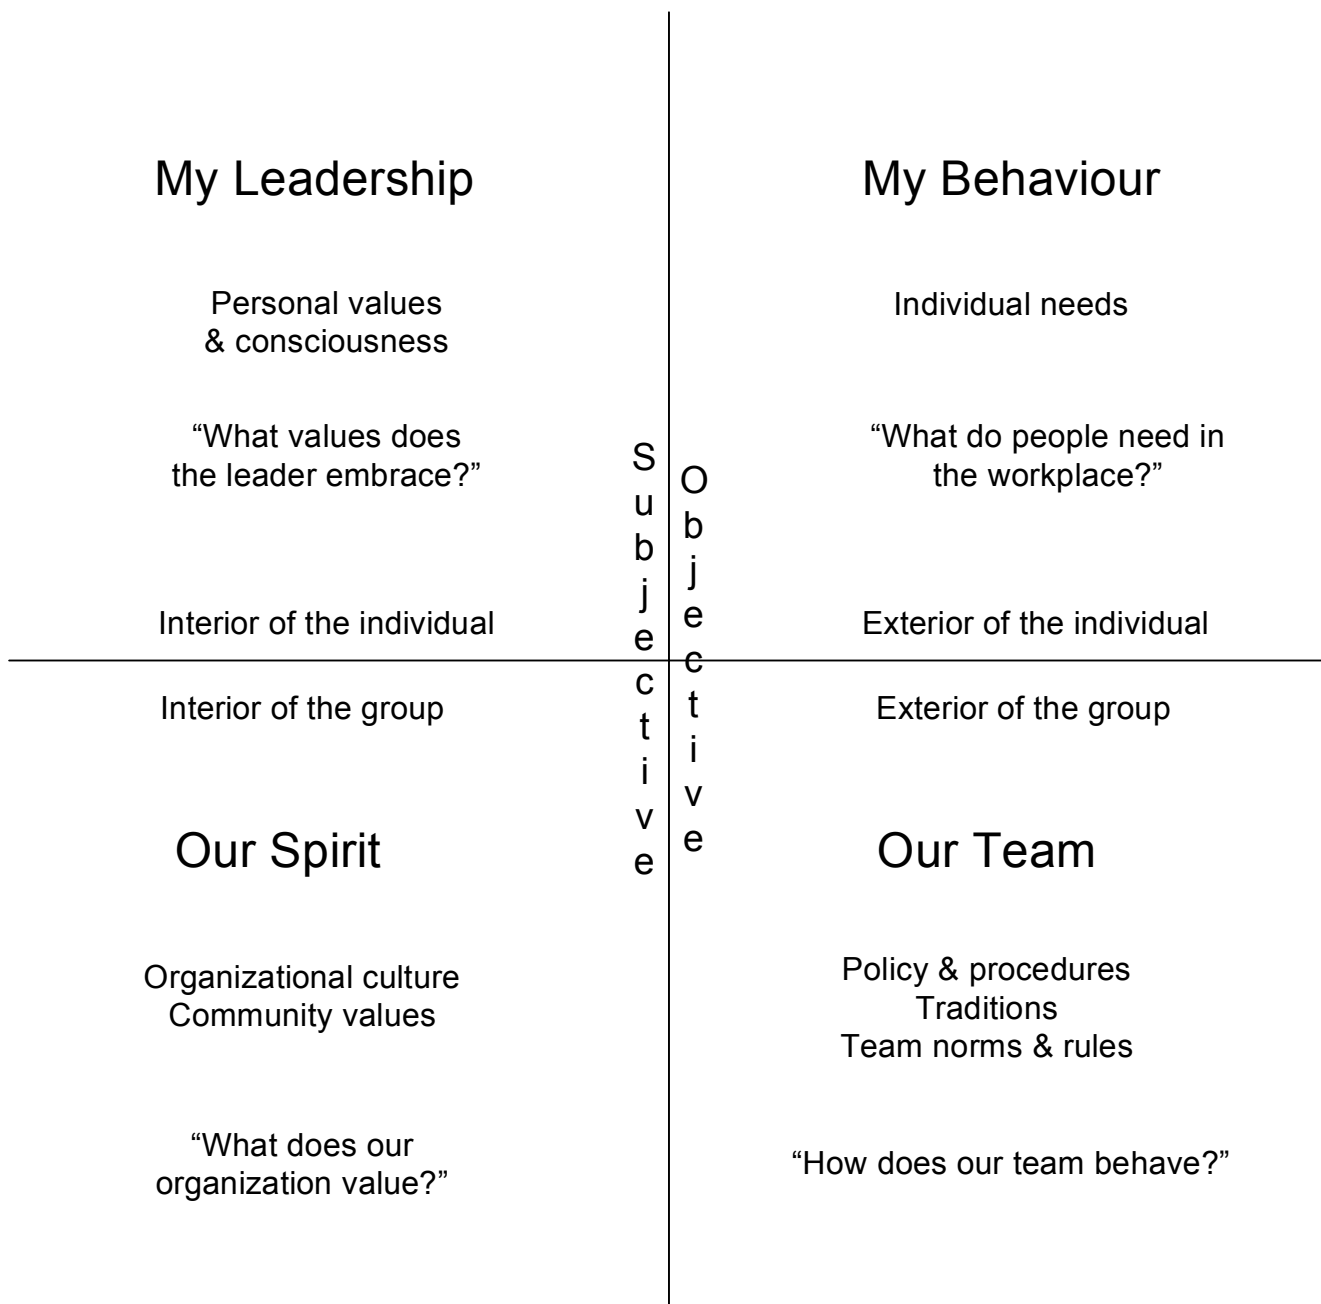 My Leadership
Personal values
& consciousness
“What values does
the leader embrace?”
Interior of the individual
My Behaviour
Individual needs
“What do people need in
the workplace?”
Exterior of the individual
Subjective
Objective
Interior of the group
Our Spirit
Organizational culture
Community values
“What does our
organization value?”
Exterior of the group
Our Team
Policy & procedures
Traditions
Team norms & rules
“How does our team behave?”